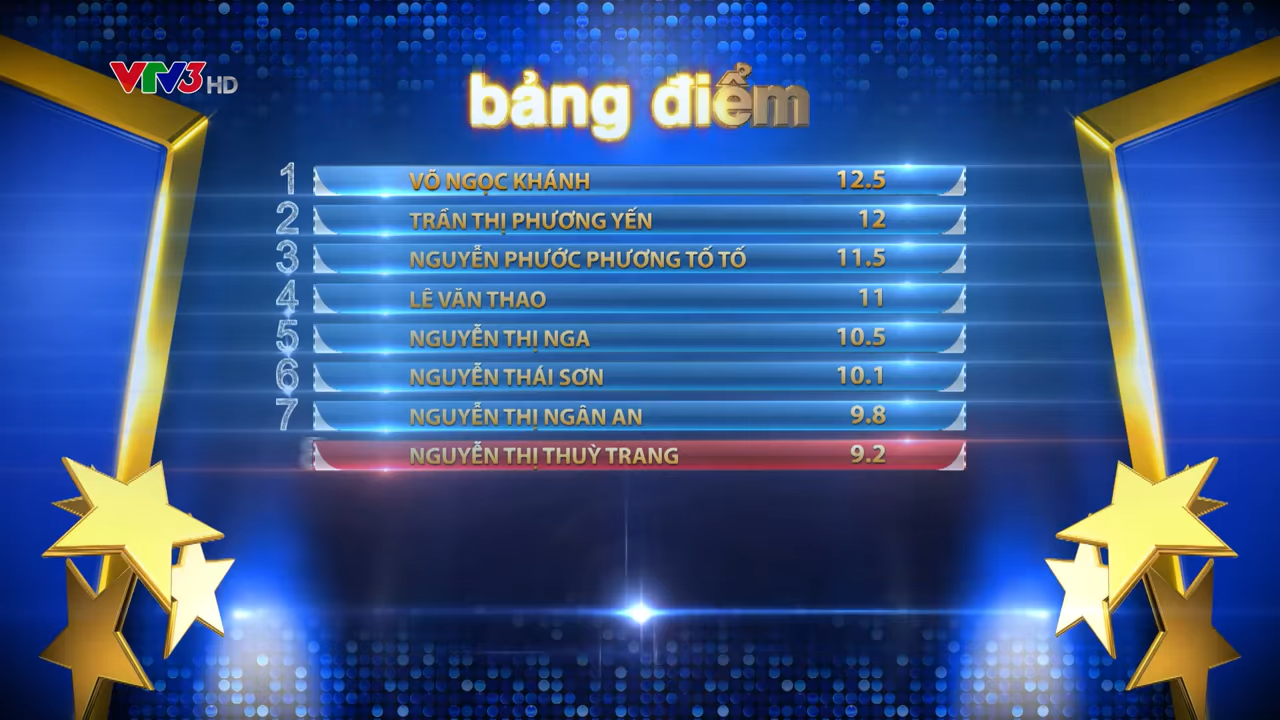 VTV3 HD
bảng điểm
1 VÕ NGỌC KHÁNH 12.5
2 TRẦN THỊ PHƯƠNG YẾN 12
3 NGUYỄN PHƯỚC PHƯƠNG TỐ TỐ 11.5
4 LÊ VĂN THAO 11
5 NGUYỄN THỊ NGA 10.5
6 NGUYỄN THÁI SƠN 10.1
7 NGUYỄN THỊ NGÂN AN 9.8
NGUYỄN THỊ THUỲ TRANG 9.2